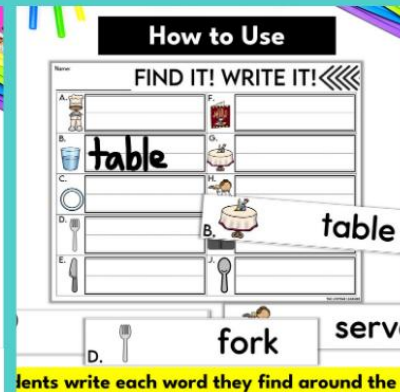 How to Use
Name:
FIND IT! WRITE IT!
A.
F.
B.
table
G.
C.
H.
D.
B.
table
E.
J.
D.
fork
serv
dents write each word they find around the